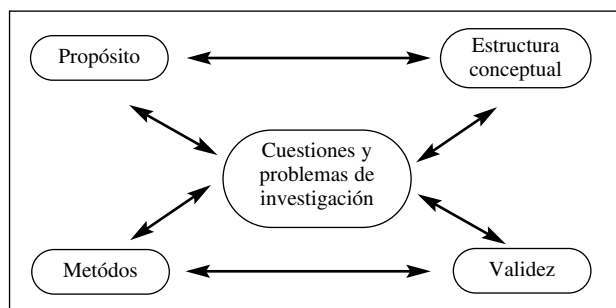 Propósito
Estructura
conceptual
Cuestiones y
problemas de
investigación
Metódos
Validez